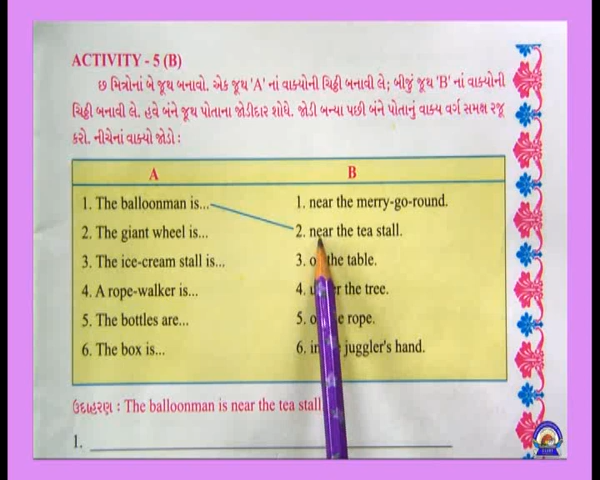 ACTIVITY - 5 (B)
છ મિત્રોનાં બે જૂથ બનાવો. એક જૂથ 'A' નાં વાક્યોની ચિઠ્ઠી બનાવી લે; બીજું જૂથ 'B' નાં વાક્યોની
ચિઠ્ઠી બનાવી લે. હવે બંને જૂથ પોતાના જોડીદાર શોધે. જોડી બન્યા પછી બંને પોતાનું વાક્ય વર્ગ સમક્ષ રજૂ
કરો. નીચેનાં વાક્યો જોડો :
A B
1. The balloonman is... 1. near the merry-go-round.
2. The giant wheel is... 2. near the tea stall.
3. The ice-cream stall is... 3. the table.
4. A rope-walker is... 4. the tree.
5. The bottles are... 5. rope.
6. The box is... 6. juggler's hand.
ઉદાહરણ : The balloonman is near the tea stall
1.